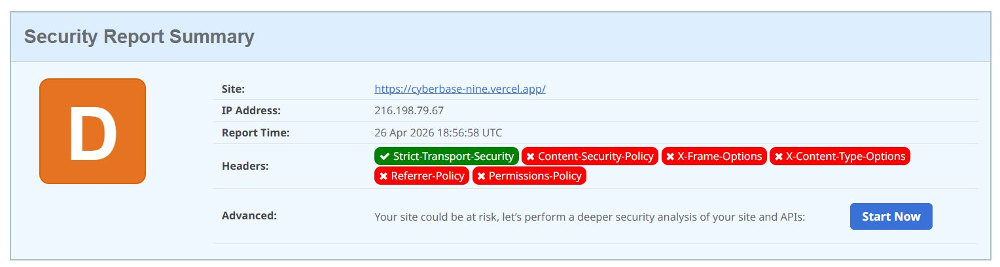 Security Report Summary
D
Site: https://cyberbase-nine.vercel.app/
IP Address: 216.198.79.67
Report Time: 26 Apr 2026 18:56:58 UTC
Headers: Strict-Transport-Security Content-Security-Policy X-Frame-Options X-Content-Type-Options
Referrer-Policy Permissions-Policy
Advanced: Your site could be at risk, let’s perform a deeper security analysis of your site and APIs: Start Now